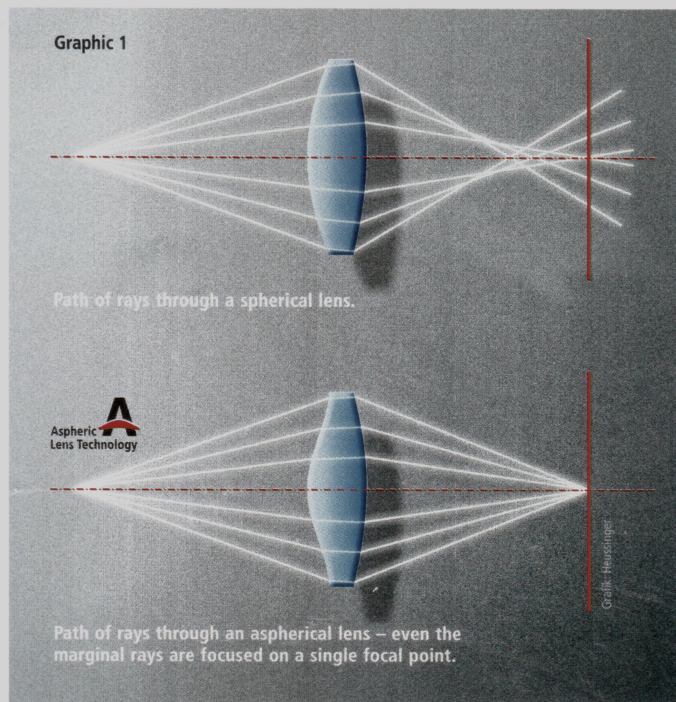 Graphic 1
Path of rays through a spherical lens.
Aspheric
Lens Technology
Grafik: Heussinger
Path of rays through an aspherical lens – even the
marginal rays are focused on a single focal point.